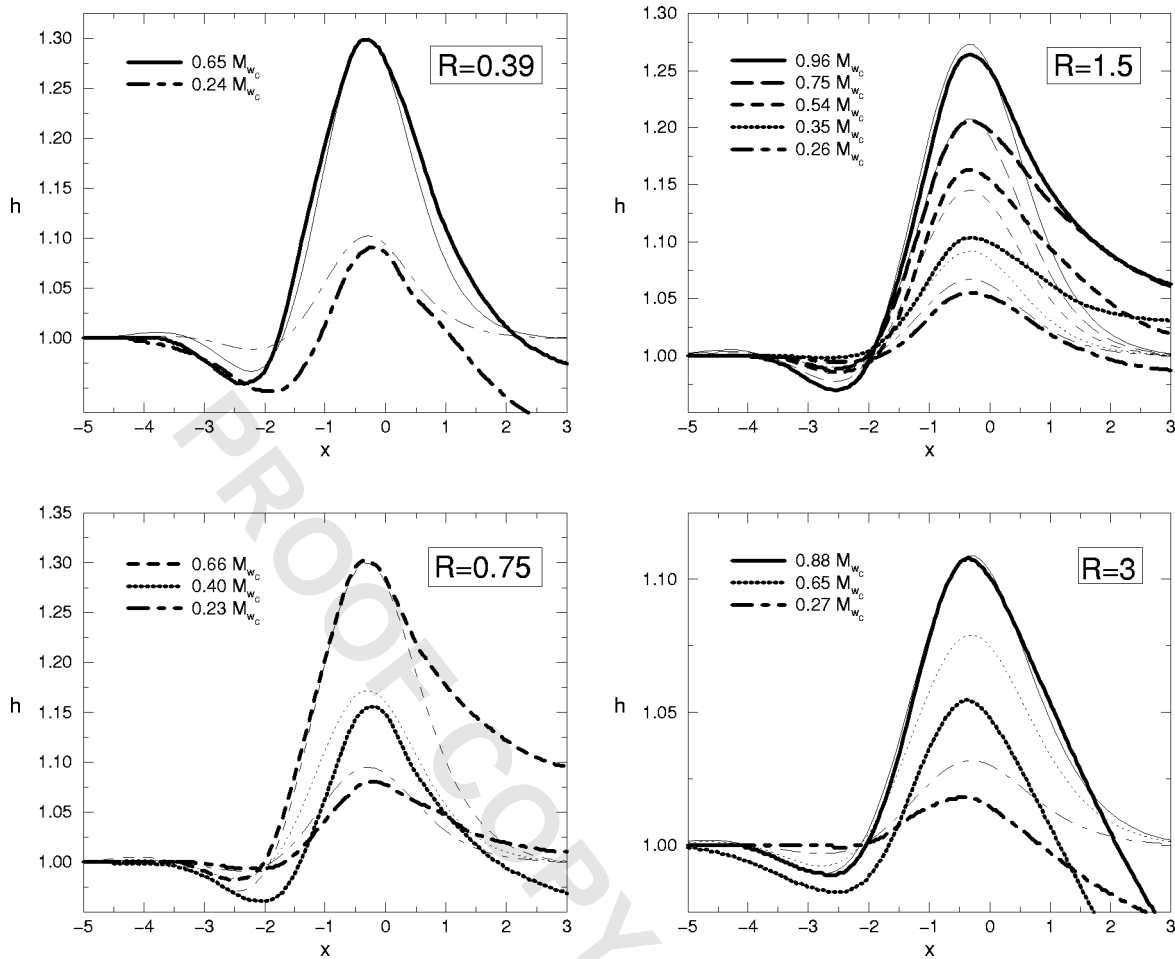 R=0.39
0.65 M_wC
0.24 M_wC
h
1.30
1.25
1.20
1.15
1.10
1.05
1.00
−5 −4 −3 −2 −1 0 1 2 3
x
R=1.5
0.96 M_wC
0.75 M_wC
0.54 M_wC
0.35 M_wC
0.26 M_wC
h
1.30
1.25
1.20
1.15
1.10
1.05
1.00
−5 −4 −3 −2 −1 0 1 2 3
x
R=0.75
0.66 M_wC
0.40 M_wC
0.23 M_wC
h
1.35
1.30
1.25
1.20
1.15
1.10
1.05
1.00
−5 −4 −3 −2 −1 0 1 2 3
x
R=3
0.88 M_wC
0.65 M_wC
0.27 M_wC
h
1.10
1.05
1.00
−5 −4 −3 −2 −1 0 1 2 3
x
PROOF COPY